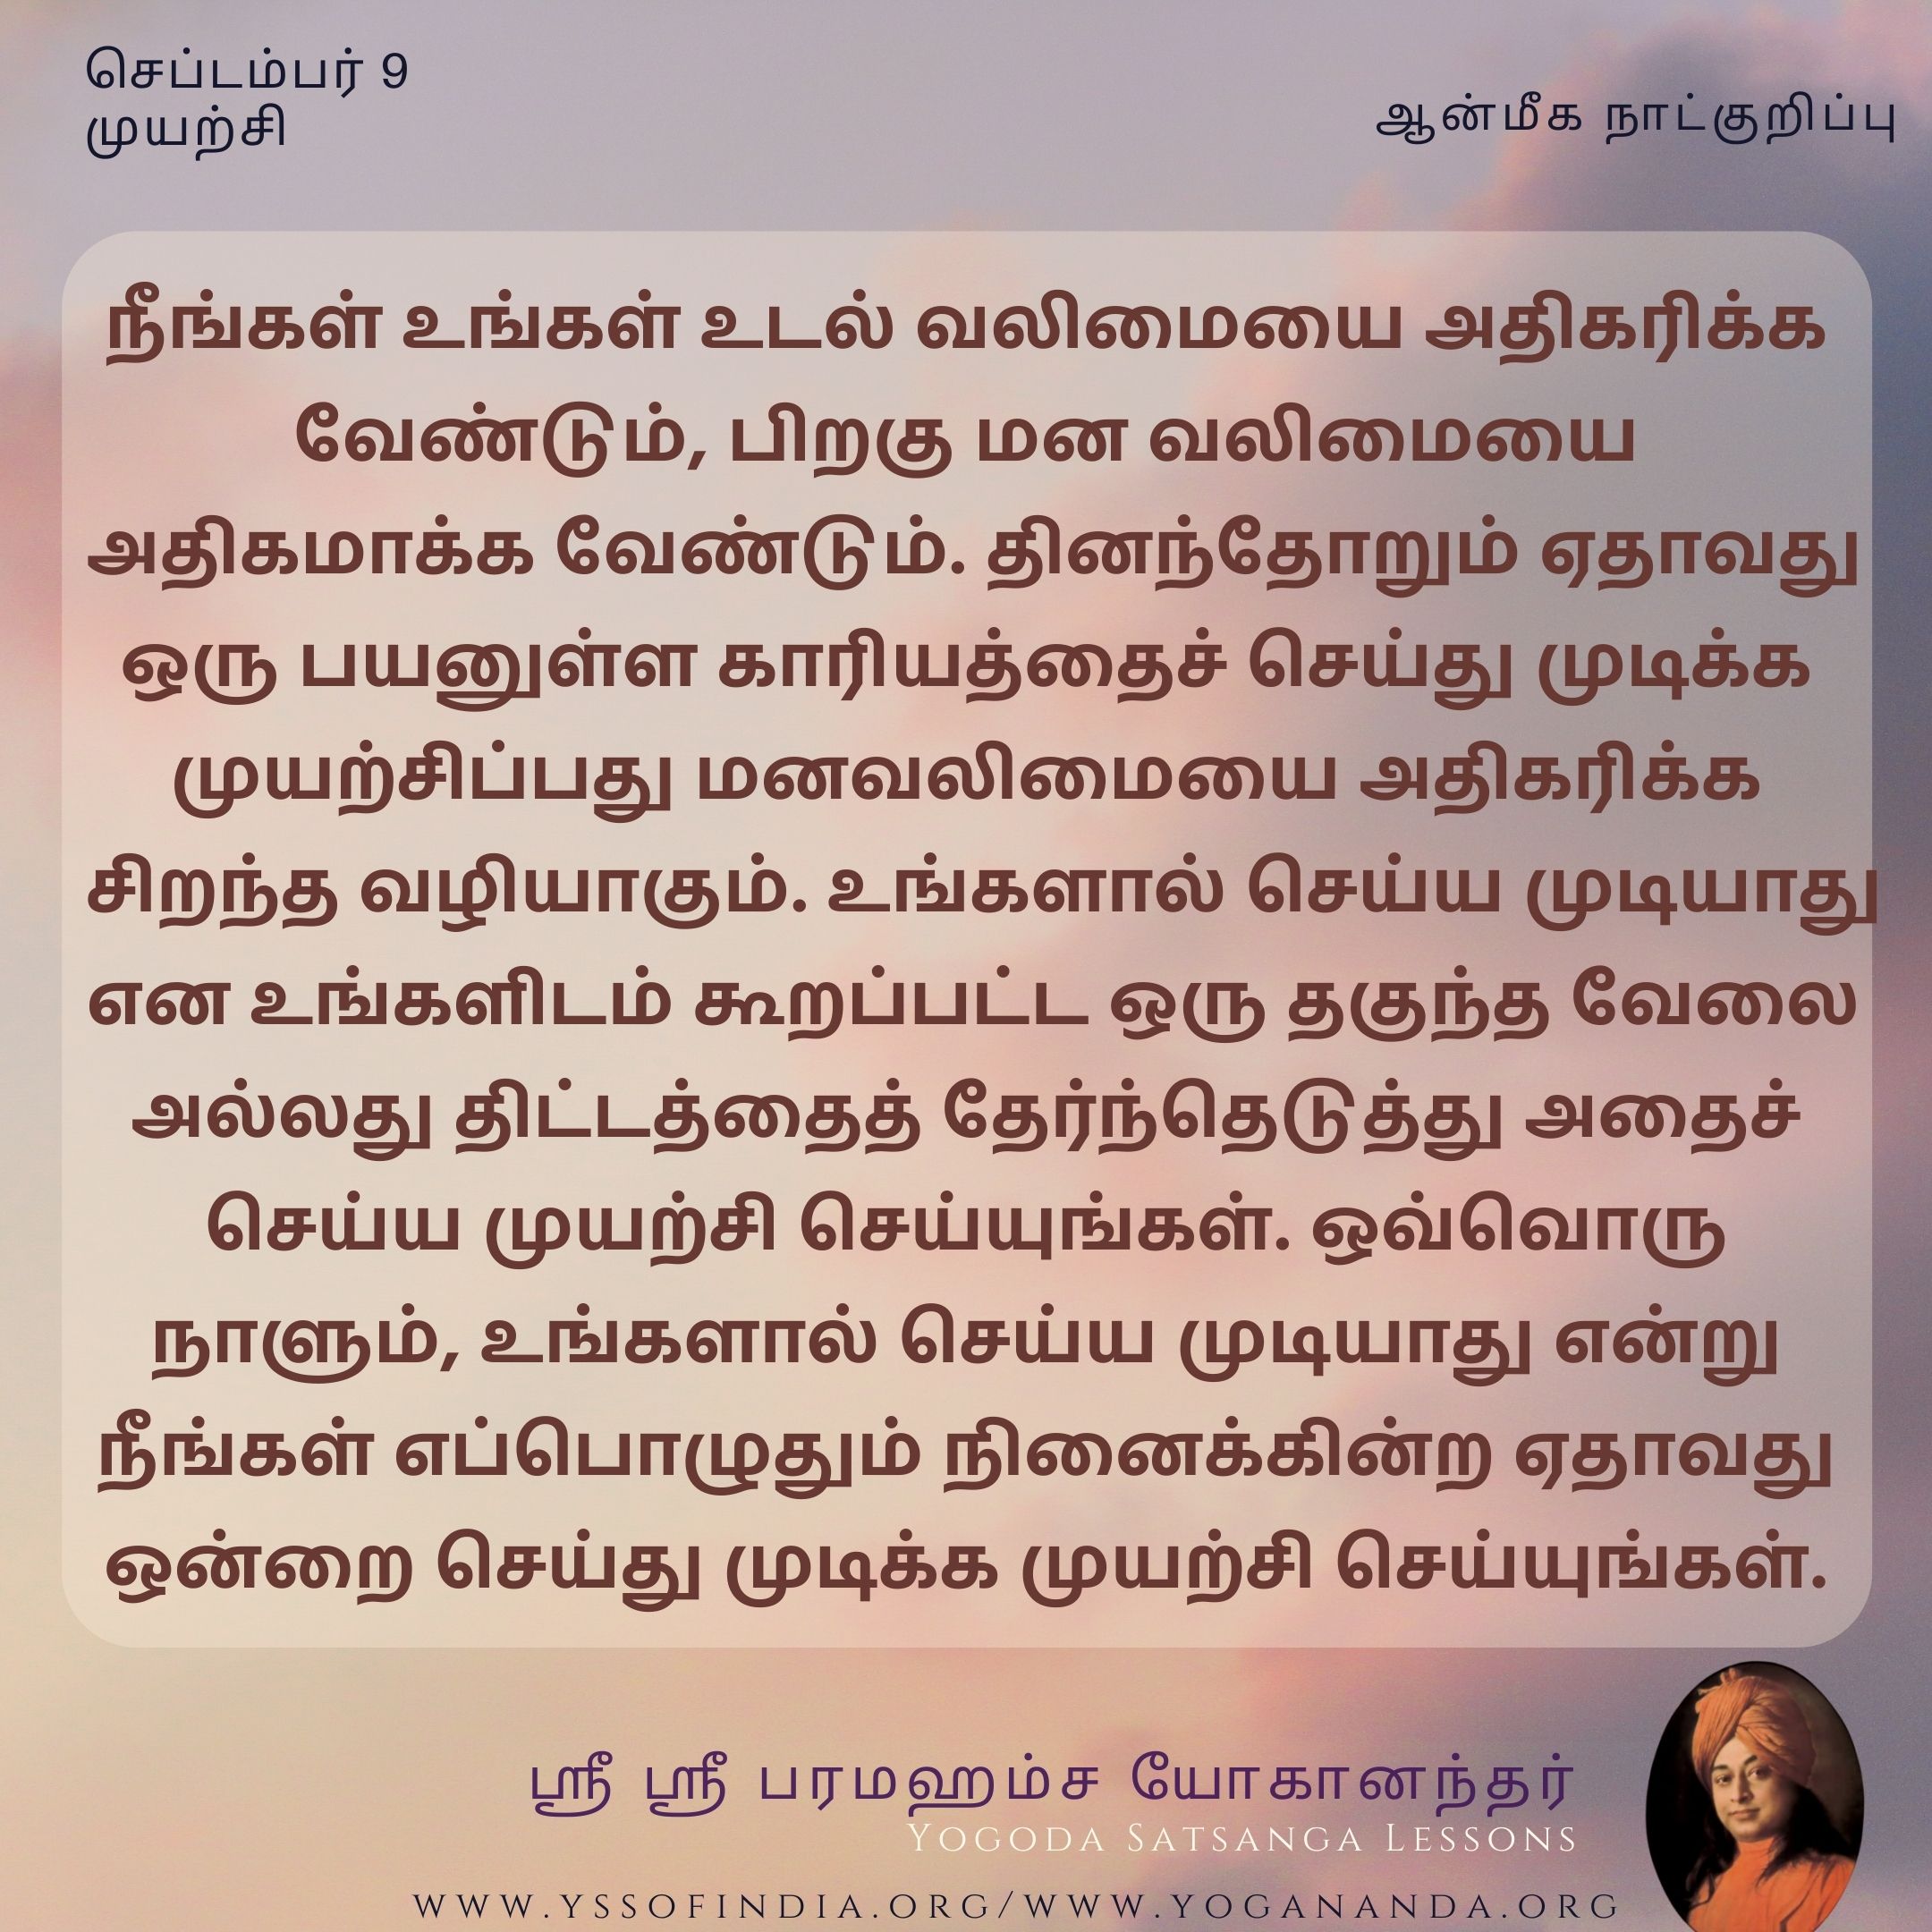 செப்டம்பர் 9
முயற்சி
ஆன்மீக நாட்குறிப்பு
நீங்கள் உங்கள் உடல் வலிமையை அதிகரிக்க
வேண்டும், பிறகு மன வலிமையை
அதிகமாக்க வேண்டும். தினந்தோறும் ஏதாவது
ஒரு பயனுள்ள காரியத்தைச் செய்து முடிக்க
முயற்சிப்பது மனவலிமையை அதிகரிக்க
சிறந்த வழியாகும். உங்களால் செய்ய முடியாது
என உங்களிடம் கூறப்பட்ட ஒரு தகுந்த வேலை
அல்லது திட்டத்தைத் தேர்ந்தெடுத்து அதைச்
செய்ய முயற்சி செய்யுங்கள். ஒவ்வொரு
நாளும், உங்களால் செய்ய முடியாது என்று
நீங்கள் எப்பொழுதும் நினைக்கின்ற ஏதாவது
ஒன்றை செய்து முடிக்க முயற்சி செய்யுங்கள்.
ஸ்ரீ ஸ்ரீ பரமஹம்ச யோகானந்தர்
Yogoda Satsanga Lessons
www.yssofindia.org/www.yogananda.org